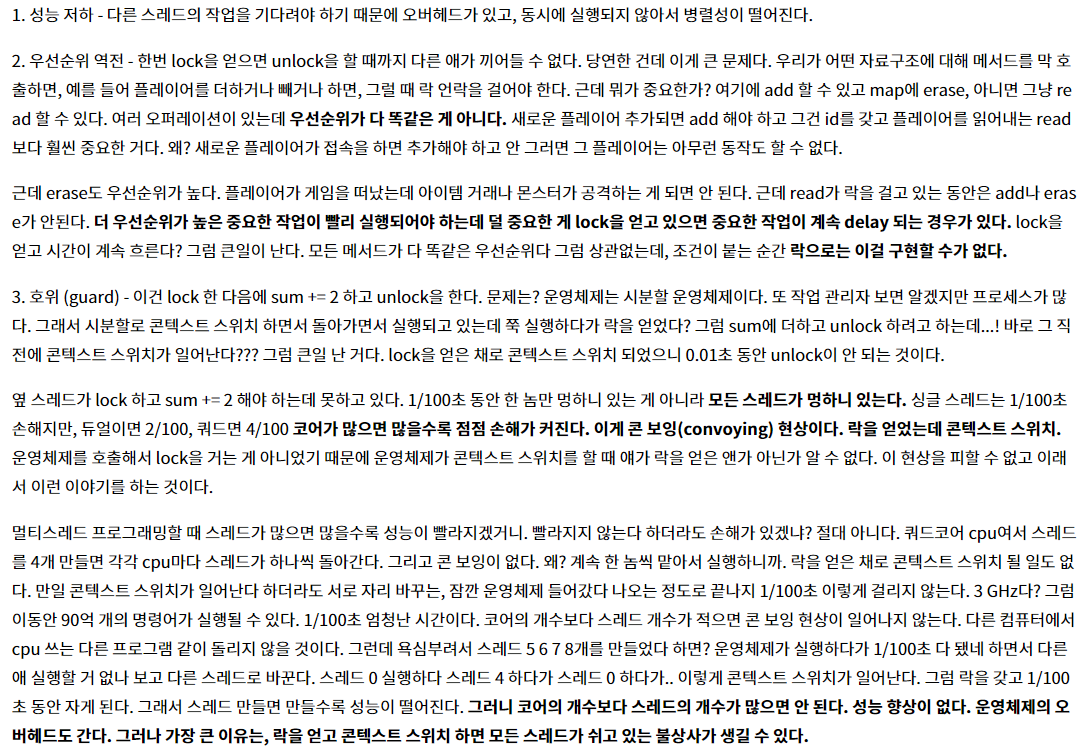 1. 성능 저하 - 다른 스레드의 작업을 기다려야 하기 때문에 오버헤드가 있고, 동시에 실행되지 않아서 병렬성이 떨어진다.
2. 우선순위 역전 - 한번 lock을 얻으면 unlock을 할 때까지 다른 애가 끼어들 수 없다. 당연한 건데 이게 큰 문제다. 우리가 어떤 자료구조에 대해 메서드를 막 호
출하면, 예를 들어 플레이어를 더하거나 빼거나 하면, 그럴 때 락 언락을 걸어야 한다. 근데 뭐가 중요한가? 여기에 add 할 수 있고 map에 erase, 아니면 그냥 re
ad 할 수 있다. 여러 오퍼레이션이 있는데 우선순위가 다 똑같은 게 아니다. 새로운 플레이어 추가되면 add 해야 하고 그건 id를 갖고 플레이어를 읽어내는 read
보다 훨씬 중요한 거다. 왜? 새로운 플레이어가 접속을 하면 추가해야 하고 안 그러면 그 플레이어는 아무런 동작도 할 수 없다.
근데 erase도 우선순위가 높다. 플레이어가 게임을 떠났는데 아이템 거래나 몬스터가 공격하는 게 되면 안 된다. 근데 read가 락을 걸고 있는 동안은 add나 eras
e가 안된다. 더 우선순위가 높은 중요한 작업이 빨리 실행되어야 하는데 덜 중요한 게 lock을 얻고 있으면 중요한 작업이 계속 delay 되는 경우가 있다. lock을
얻고 시간이 계속 흐른다? 그럼 큰일이 난다. 모든 메서드가 다 똑같은 우선순위다 그럼 상관없는데, 조건이 붙는 순간 락으로는 이걸 구현할 수가 없다.
3. 호위 (guard) - 이건 lock 한 다음에 sum += 2 하고 unlock을 한다. 문제는? 운영체제는 시분할 운영체제이다. 또 작업 관리자 보면 알겠지만 프로세스가 많
다. 그래서 시분할로 콘텍스트 스위치 하면서 돌아가면서 실행되고 있는데 쭉 실행하다가 락을 얻었다? 그럼 sum에 더하고 unlock 하려고 하는데...! 바로 그 직
전에 콘텍스트 스위치가 일어난다??? 그럼 큰일 난 거다. lock을 얻은 채로 콘텍스트 스위치 되었으니 0.01초 동안 unlock이 안 되는 것이다.
옆 스레드가 lock 하고 sum += 2 해야 하는데 못하고 있다. 1/100초 동안 한 놈만 멍하니 있는 게 아니라 모든 스레드가 멍하니 있는다. 싱글 스레드는 1/100초
손해지만, 듀얼이면 2/100, 쿼드면 4/100 코어가 많으면 많을수록 점점 손해가 커진다. 이게 콘 보잉(convoying) 현상이다. 락을 얻었는데 콘텍스트 스위치.
운영체제를 호출해서 lock을 거는 게 아니었기 때문에 운영체제가 콘텍스트 스위치를 할 때 얘가 락을 얻은 앤가 아닌가 알 수 없다. 이 현상을 피할 수 없고 이래
서 이런 이야기를 하는 것이다.
멀티스레드 프로그래밍할 때 스레드가 많으면 많을수록 성능이 빨라지겠거니. 빨라지지 않는다 하더라도 손해가 있겠나? 절대 아니다. 쿼드코어 cpu여서 스레드
를 4개 만들면 각각 cpu마다 스레드가 하나씩 돌아간다. 그리고 콘 보잉이 없다. 왜? 계속 한 놈씩 맡아서 실행하니까. 락을 얻은 채로 콘텍스트 스위치 될 일도 없
다. 만일 콘텍스트 스위치가 일어난다 하더라도 서로 자리 바꾸는, 잠깐 운영체제 들어갔다 나오는 정도로 끝나지 1/100초 이렇게 걸리지 않는다. 3 GHz다? 그럼
이동안 90억 개의 명령어가 실행될 수 있다. 1/100초 엄청난 시간이다. 코어의 개수보다 스레드 개수가 적으면 콘 보잉 현상이 일어나지 않는다. 다른 컴퓨터에서
cpu 쓰는 다른 프로그램 같이 돌리지 않을 것이다. 그런데 욕심부려서 스레드 5 6 7 8개를 만들었다 하면? 운영체제가 실행하다가 1/100초 다 됐네 하면서 다른
애 실행할 거 없나 보고 다른 스레드로 바꾼다. 스레드 0 실행하다 스레드 4 하다가 스레드 0 하다가.. 이렇게 콘텍스트 스위치가 일어난다. 그럼 락을 갖고 1/100
초 동안 자게 된다. 그래서 스레드 만들면 만들수록 성능이 떨어진다. 그러니 코어의 개수보다 스레드의 개수가 많으면 안 된다. 성능 향상이 없다. 운영체제의 오
버헤드도 간다. 그러나 가장 큰 이유는, 락을 얻고 콘텍스트 스위치 하면 모든 스레드가 쉬고 있는 불상사가 생길 수 있다.